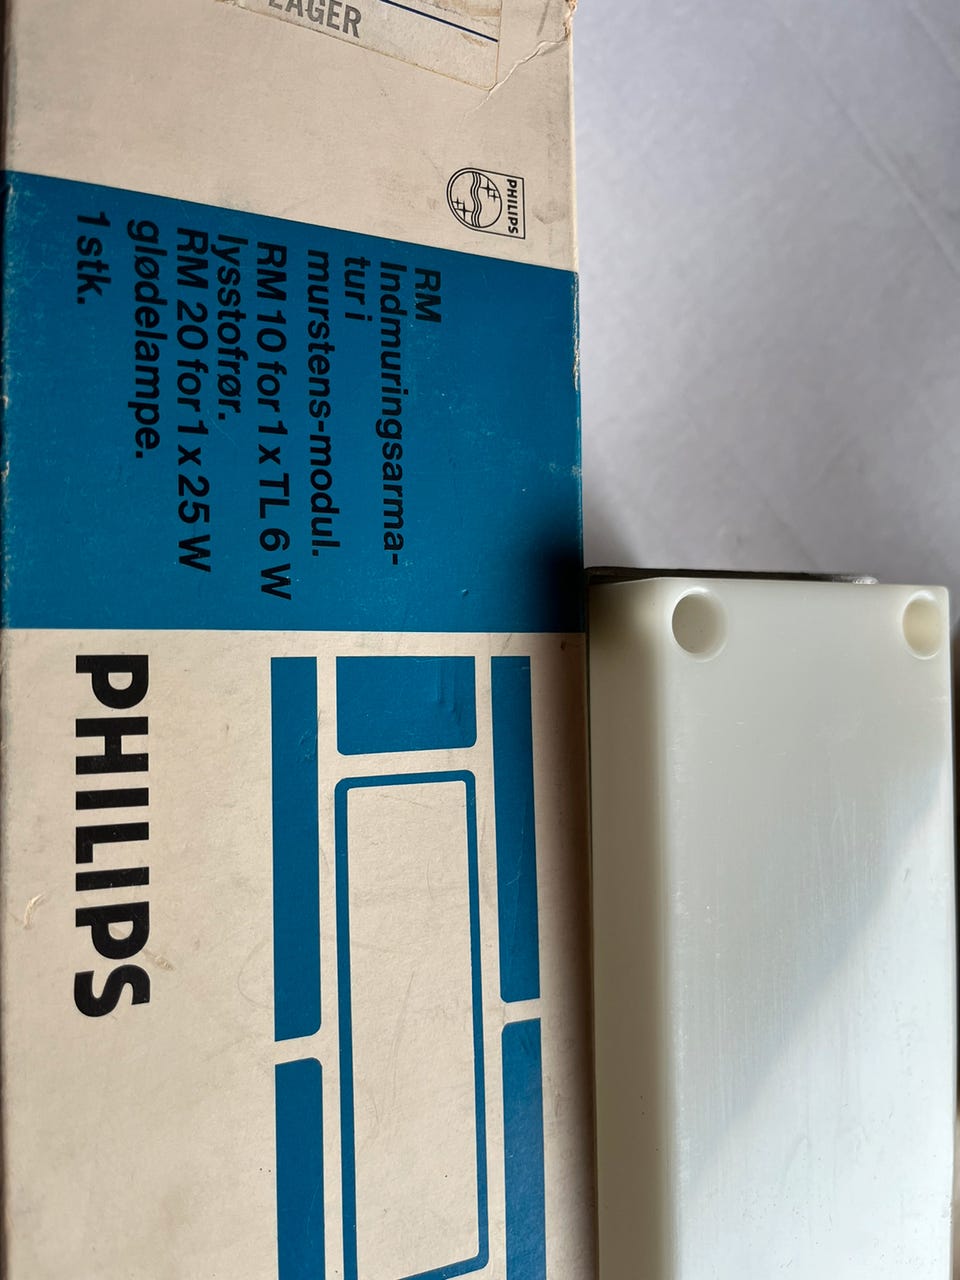 LAGER
PHILIPS
RM
Indmuringsarma-
tur i
murstens-modul.
RM 10 for 1 x TL 6 W
lysstofrør.
RM 20 for 1 x 25 W
glødelampe.
1 stk.
PHILIPS